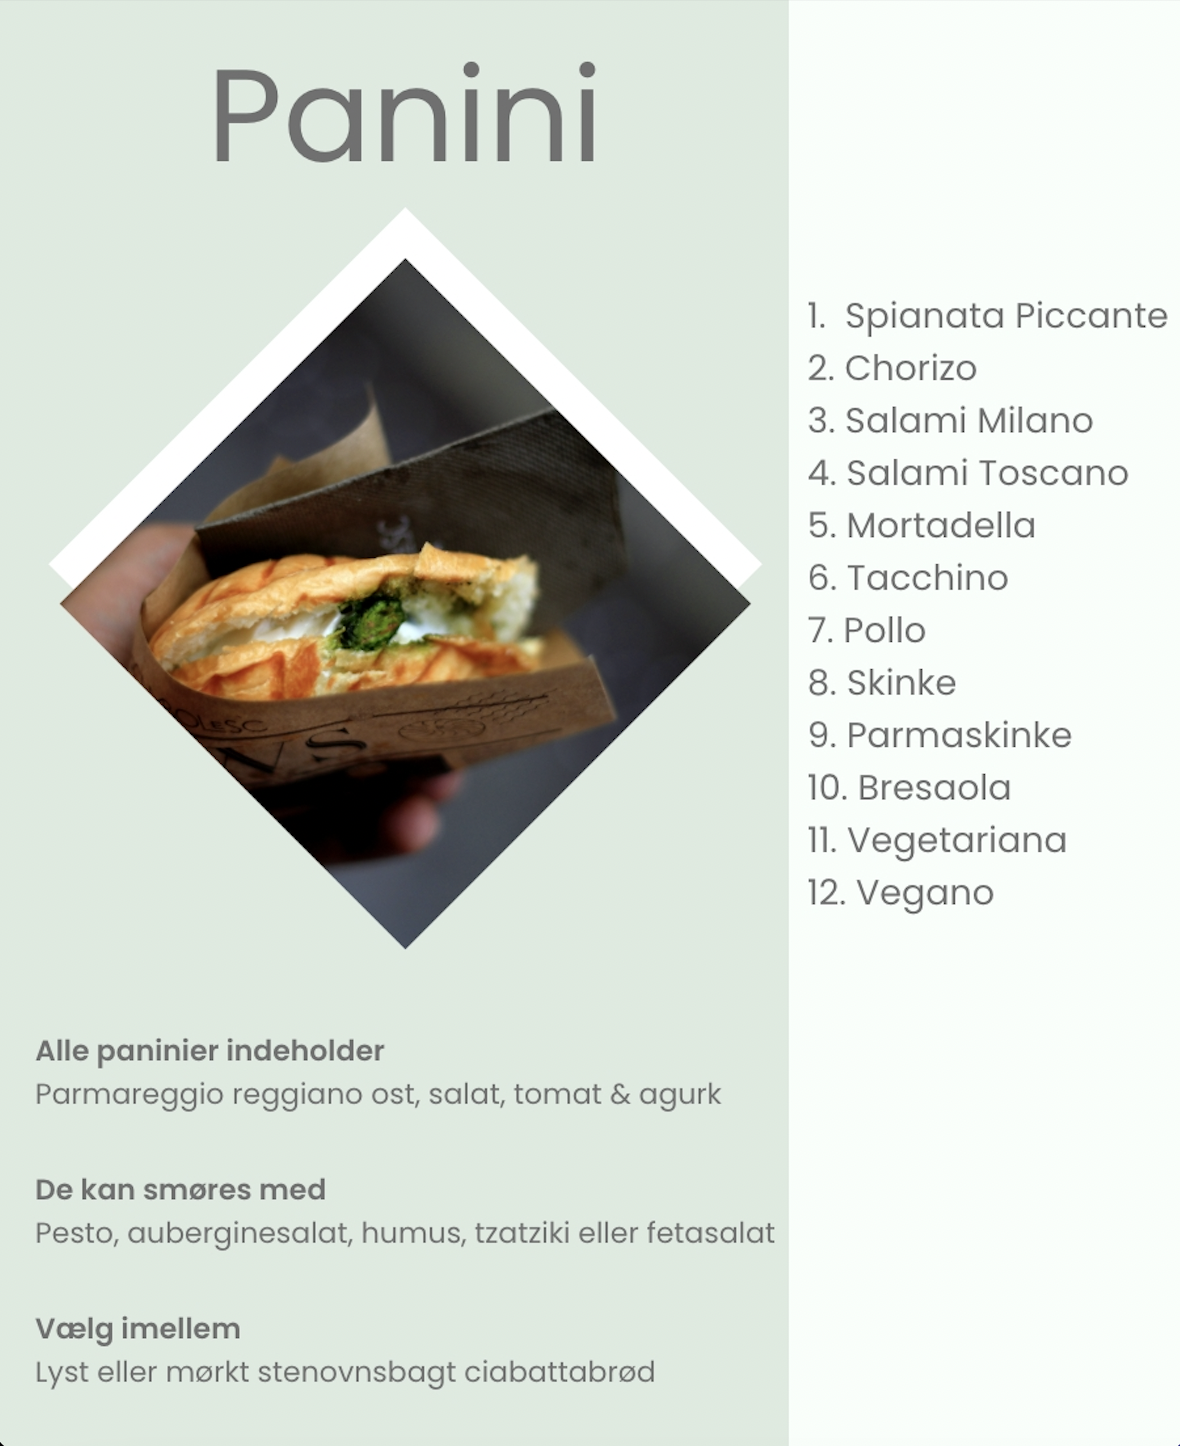 Panini
1. Spianata Piccante
2. Chorizo
3. Salami Milano
4. Salami Toscano
5. Mortadella
6. Tacchino
7. Pollo
8. Skinke
9. Parmaskinke
10. Bresaola
11. Vegetariana
12. Vegano
Alle paninier indeholder
Parmareggio reggiano ost, salat, tomat & agurk
De kan smøres med
Pesto, auberginesalat, humus, tzatziki eller fetasalat
Vælg imellem
Lyst eller mørkt stenovnsbagt ciabattabrød